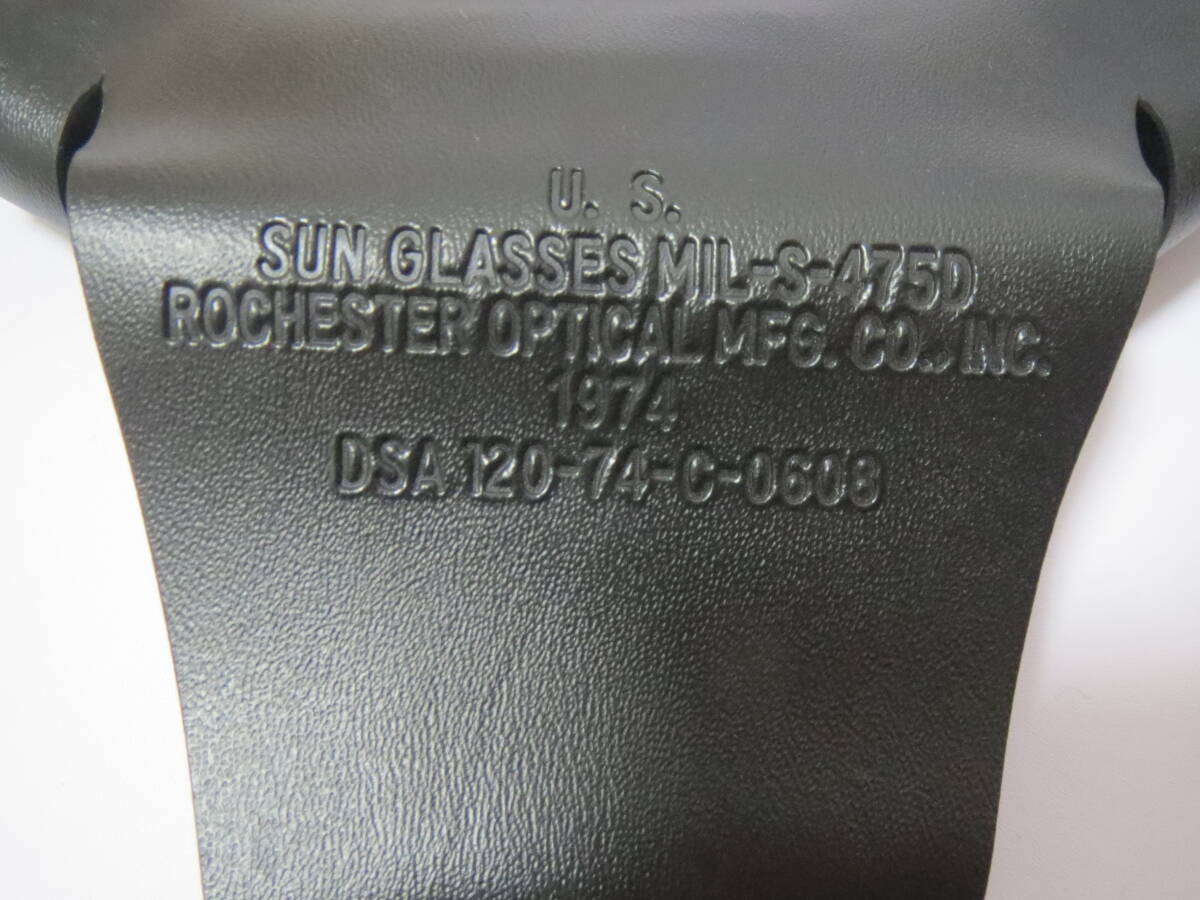 U. S.
SUN GLASSES MIL-S-475D
ROCHESTER OPTICAL MFG. CO., INC.
1974
DSA 120-74-C-0608